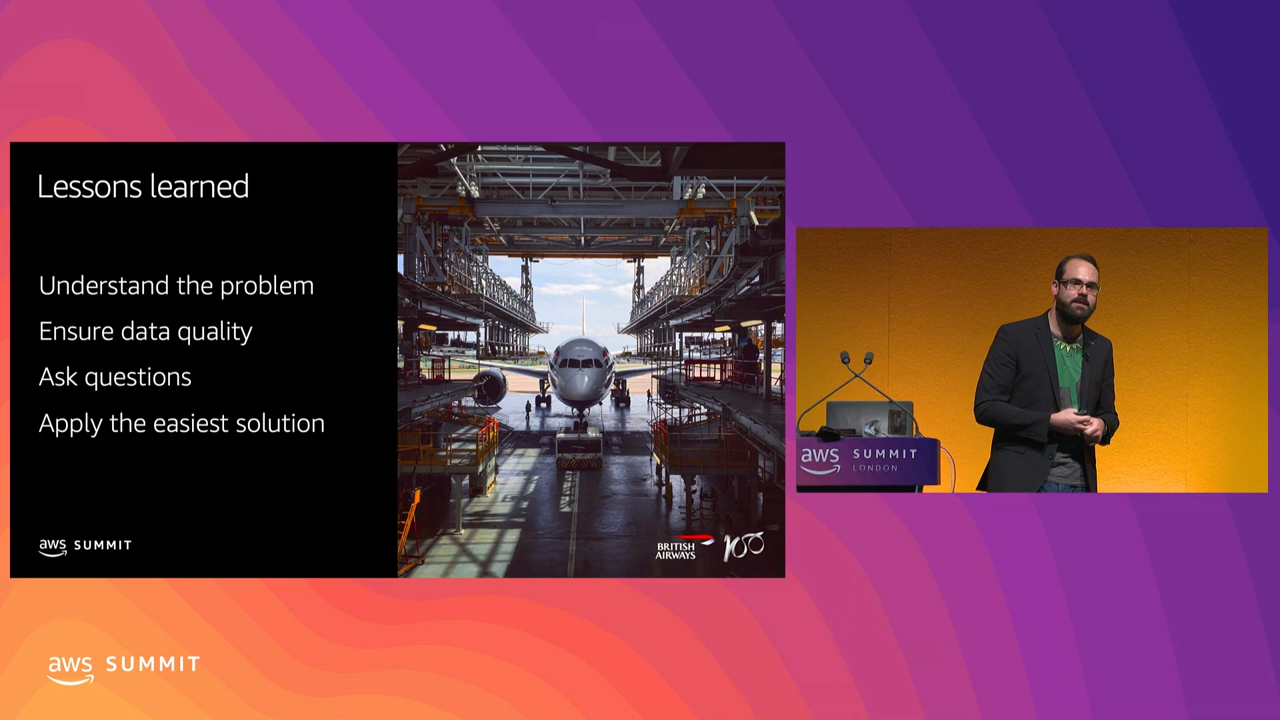 Lessons learned
Understand the problem
Ensure data quality
Ask questions
Apply the easiest solution
aws SUMMIT
BRITISH
AIRWAYS
100
aws SUMMIT
LONDON
aws SUMMIT